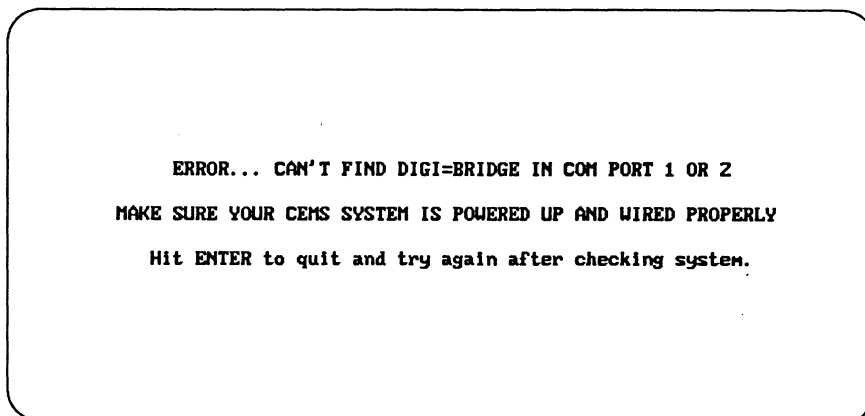 ERROR... CAN'T FIND DIGI=BRIDGE IN COM PORT 1 OR 2
MAKE SURE YOUR CEMS SYSTEM IS POWERED UP AND WIRED PROPERLY
Hit ENTER to quit and try again after checking system.